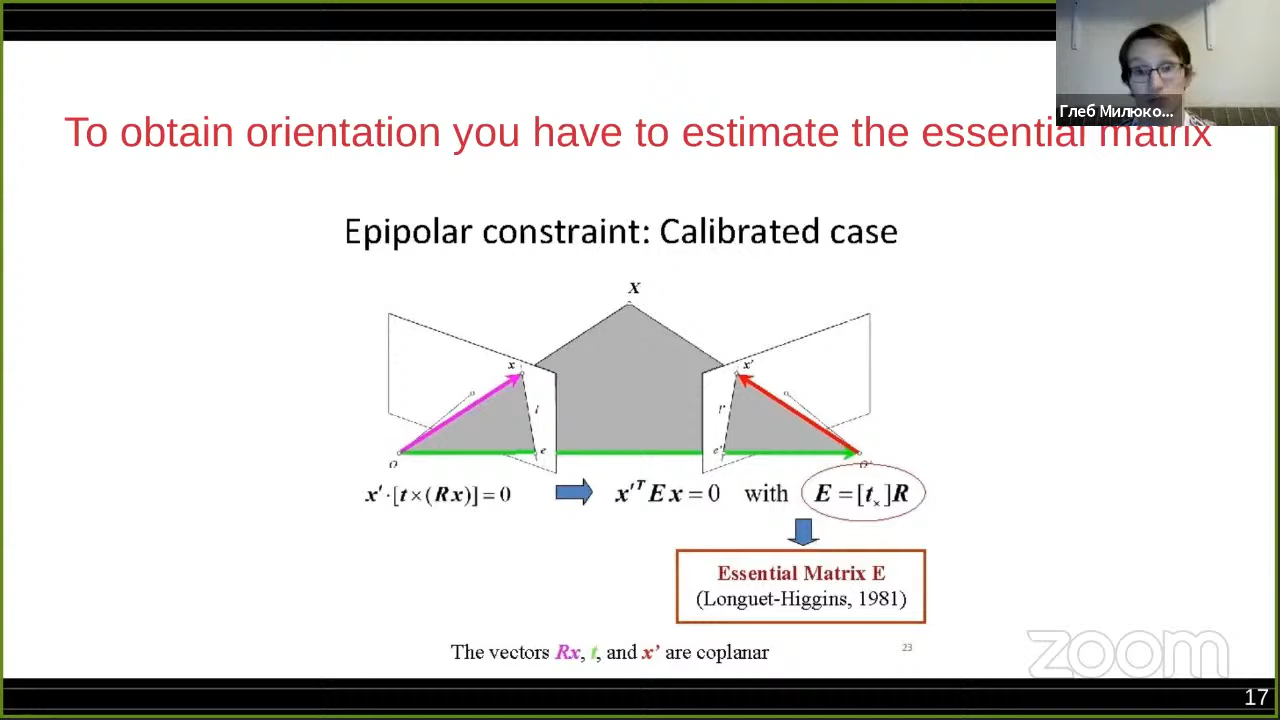 Глеб Милюко...
To obtain orientation you have to estimate the essential matrix
Epipolar constraint: Calibrated case
X
x x'
l l'
e e'
O O'
x'·[t×(Rx)]=0 x'ᵀEx=0 with E=[t×]R
Essential Matrix E
(Longuet-Higgins, 1981)
The vectors Rx, t, and x' are coplanar
23
zoom
17